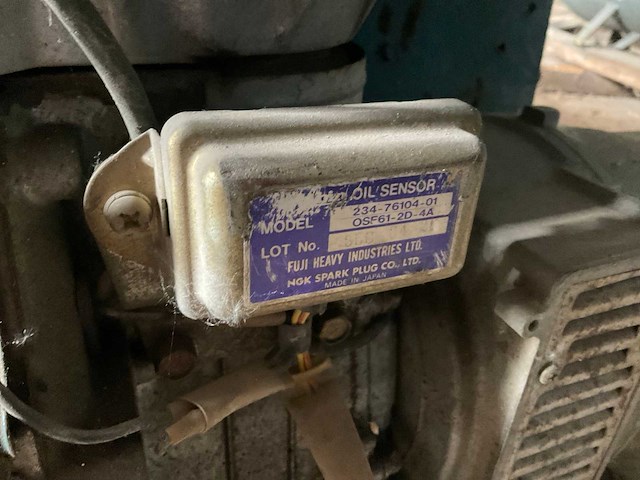 OIL SENSOR
MODEL 234-76104-01
OSF61-2D-4A
LOT No.
FUJI HEAVY INDUSTRIES LTD.
NGK SPARK PLUG CO., LTD.
MADE IN JAPAN